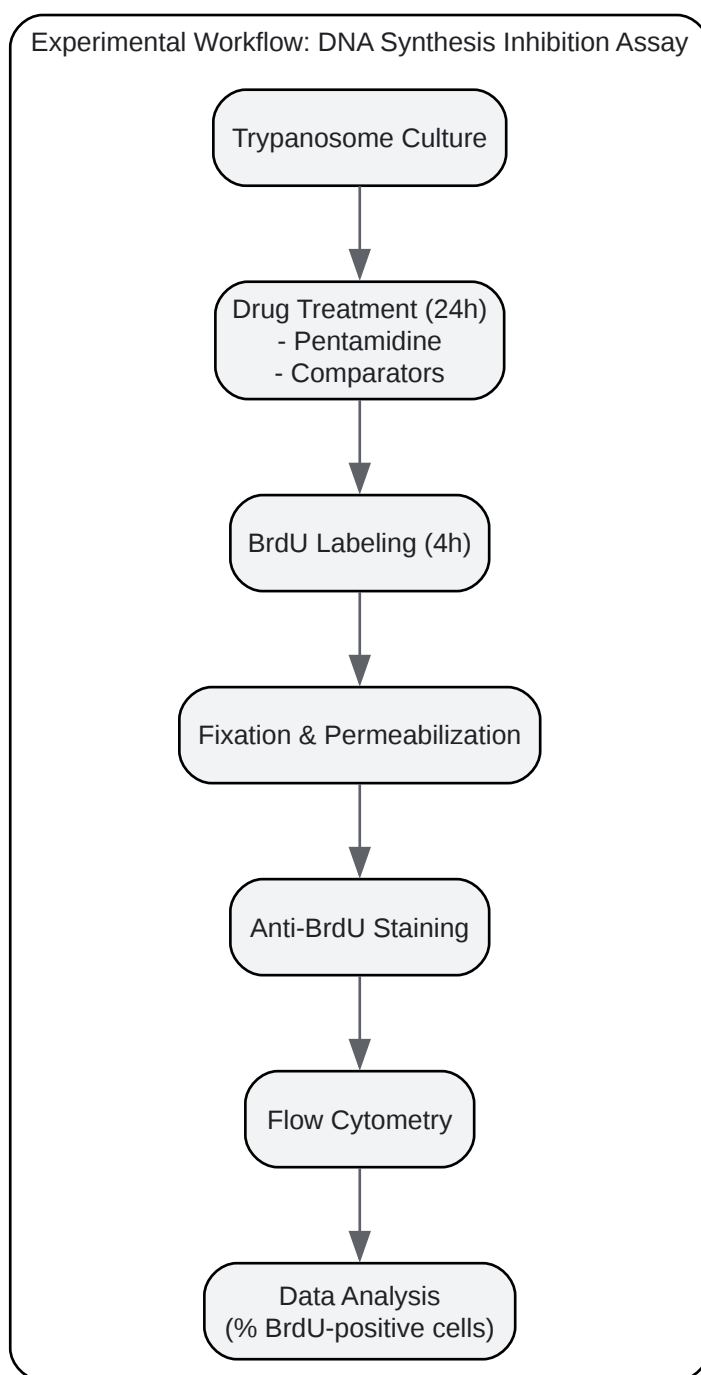 Experimental Workflow: DNA Synthesis Inhibition Assay
Trypanosome Culture
Drug Treatment (24h)
- Pentamidine
- Comparators
BrdU Labeling (4h)
Fixation & Permeabilization
Anti-BrdU Staining
Flow Cytometry
Data Analysis
(% BrdU-positive cells)